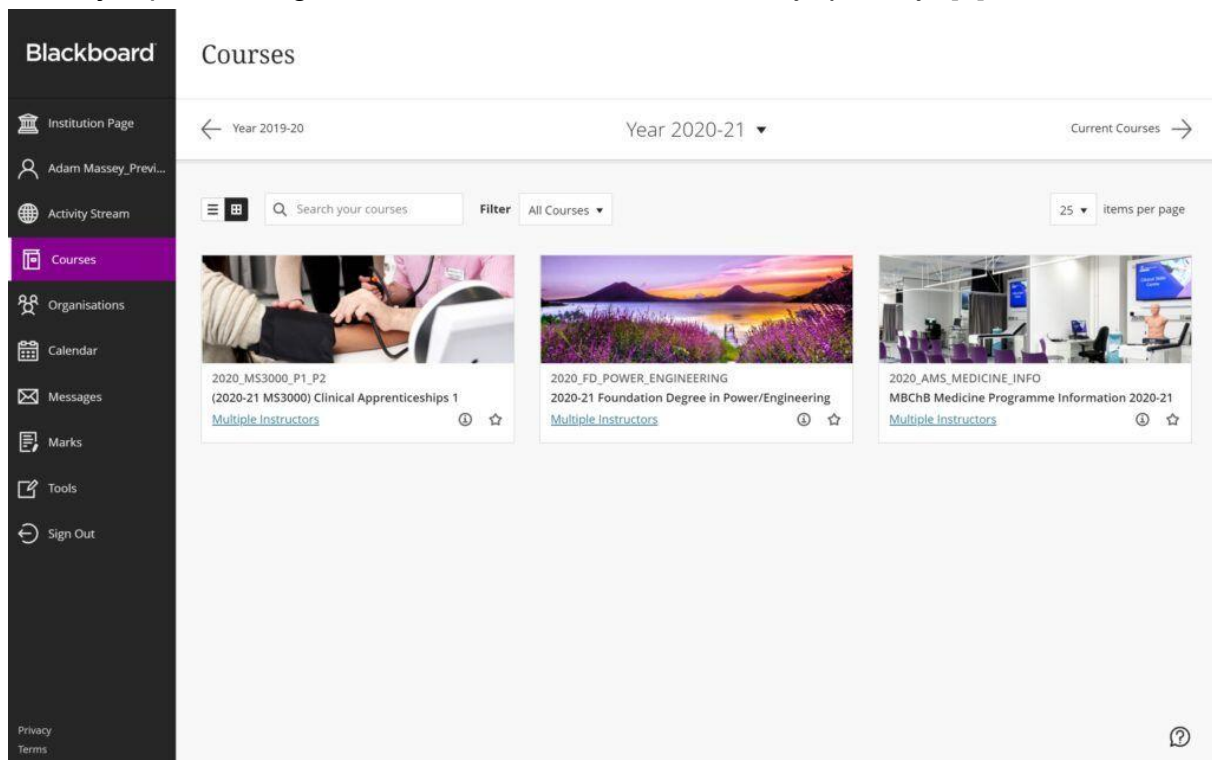 Blackboard
Institution Page
Adam Massey_Previ...
Activity Stream
Courses
Organisations
Calendar
Messages
Marks
Tools
Sign Out
Privacy
Terms
Courses
Year 2019-20
Year 2020-21
Current Courses
Search your courses
Filter
All Courses
25
items per page
2020_MS3000_P1_P2
(2020-21 MS3000) Clinical Apprenticeships 1
Multiple Instructors
2020_FD_POWER_ENGINEERING
2020-21 Foundation Degree in Power/Engineering
Multiple Instructors
2020_AMS_MEDICINE_INFO
MBChB Medicine Programme Information 2020-21
Multiple Instructors